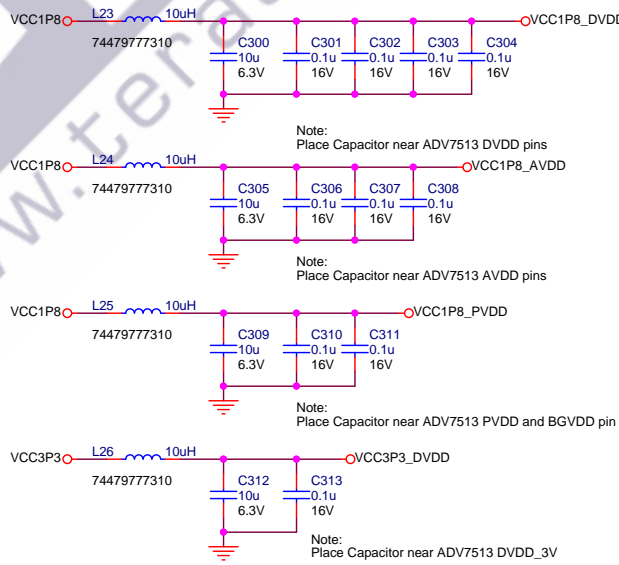 VCC1P8 L23 10uH VCC1P8_DVDD
74479777310 C300 C301 C302 C303 C304
10u 0.1u 0.1u 0.1u 0.1u
6.3V 16V 16V 16V 16V
Note:
Place Capacitor near ADV7513 DVDD pins
VCC1P8 L24 10uH VCC1P8_AVDD
74479777310 C305 C306 C307 C308
10u 0.1u 0.1u 0.1u
6.3V 16V 16V 16V
Note:
Place Capacitor near ADV7513 AVDD pins
VCC1P8 L25 10uH VCC1P8_PVDD
74479777310 C309 C310 C311
10u 0.1u 0.1u
6.3V 16V 16V
Note:
Place Capacitor near ADV7513 PVDD and BGVDD pin
VCC3P3 L26 10uH VCC3P3_DVDD
74479777310 C312 C313
10u 0.1u
6.3V 16V
Note:
Place Capacitor near ADV7513 DVDD_3V
w.tera